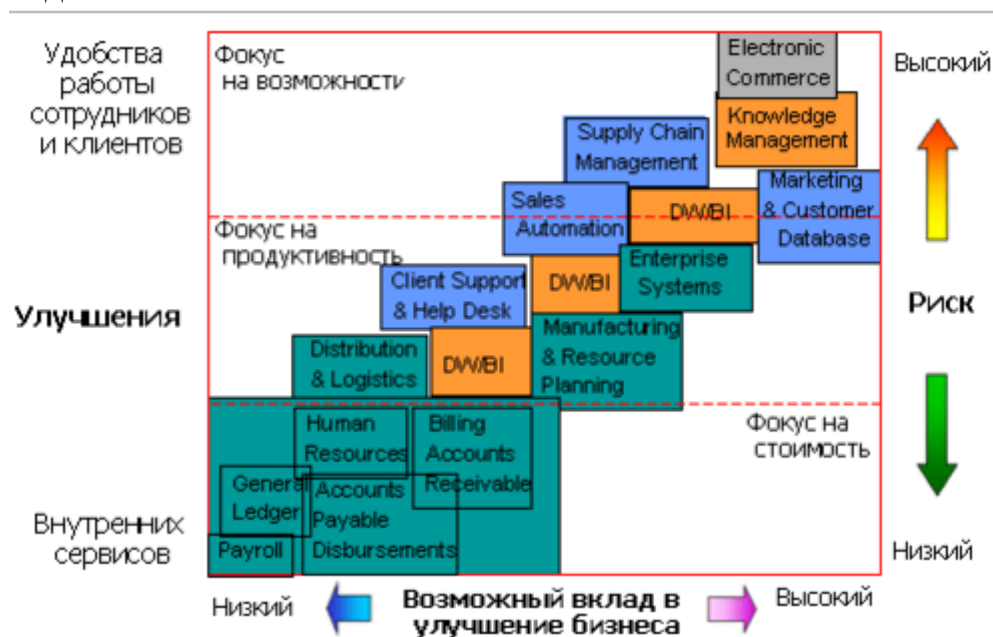 Удобства
работы
сотрудников
и клиентов
Фокус
на возможности
Electronic
Commerce
Высокий
Knowledge
Management
Supply Chain
Management
Marketing
& Customer
Database
Sales
Automation
DW/BI
Фокус на
продуктивность
Enterprise
Systems
Client Support
& Help Desk
DW/BI
Улучшения
Риск
Manufacturing
& Resource
Planning
Distribution
& Logistics
DW/BI
Фокус на
стоимость
Human
Resources
Billing
Accounts
Receivable
General
Ledger
Accounts
Payable
Disbursements
Payroll
Внутренних
сервисов
Низкий
Низкий
Возможный вклад в
улучшение бизнеса
Высокий